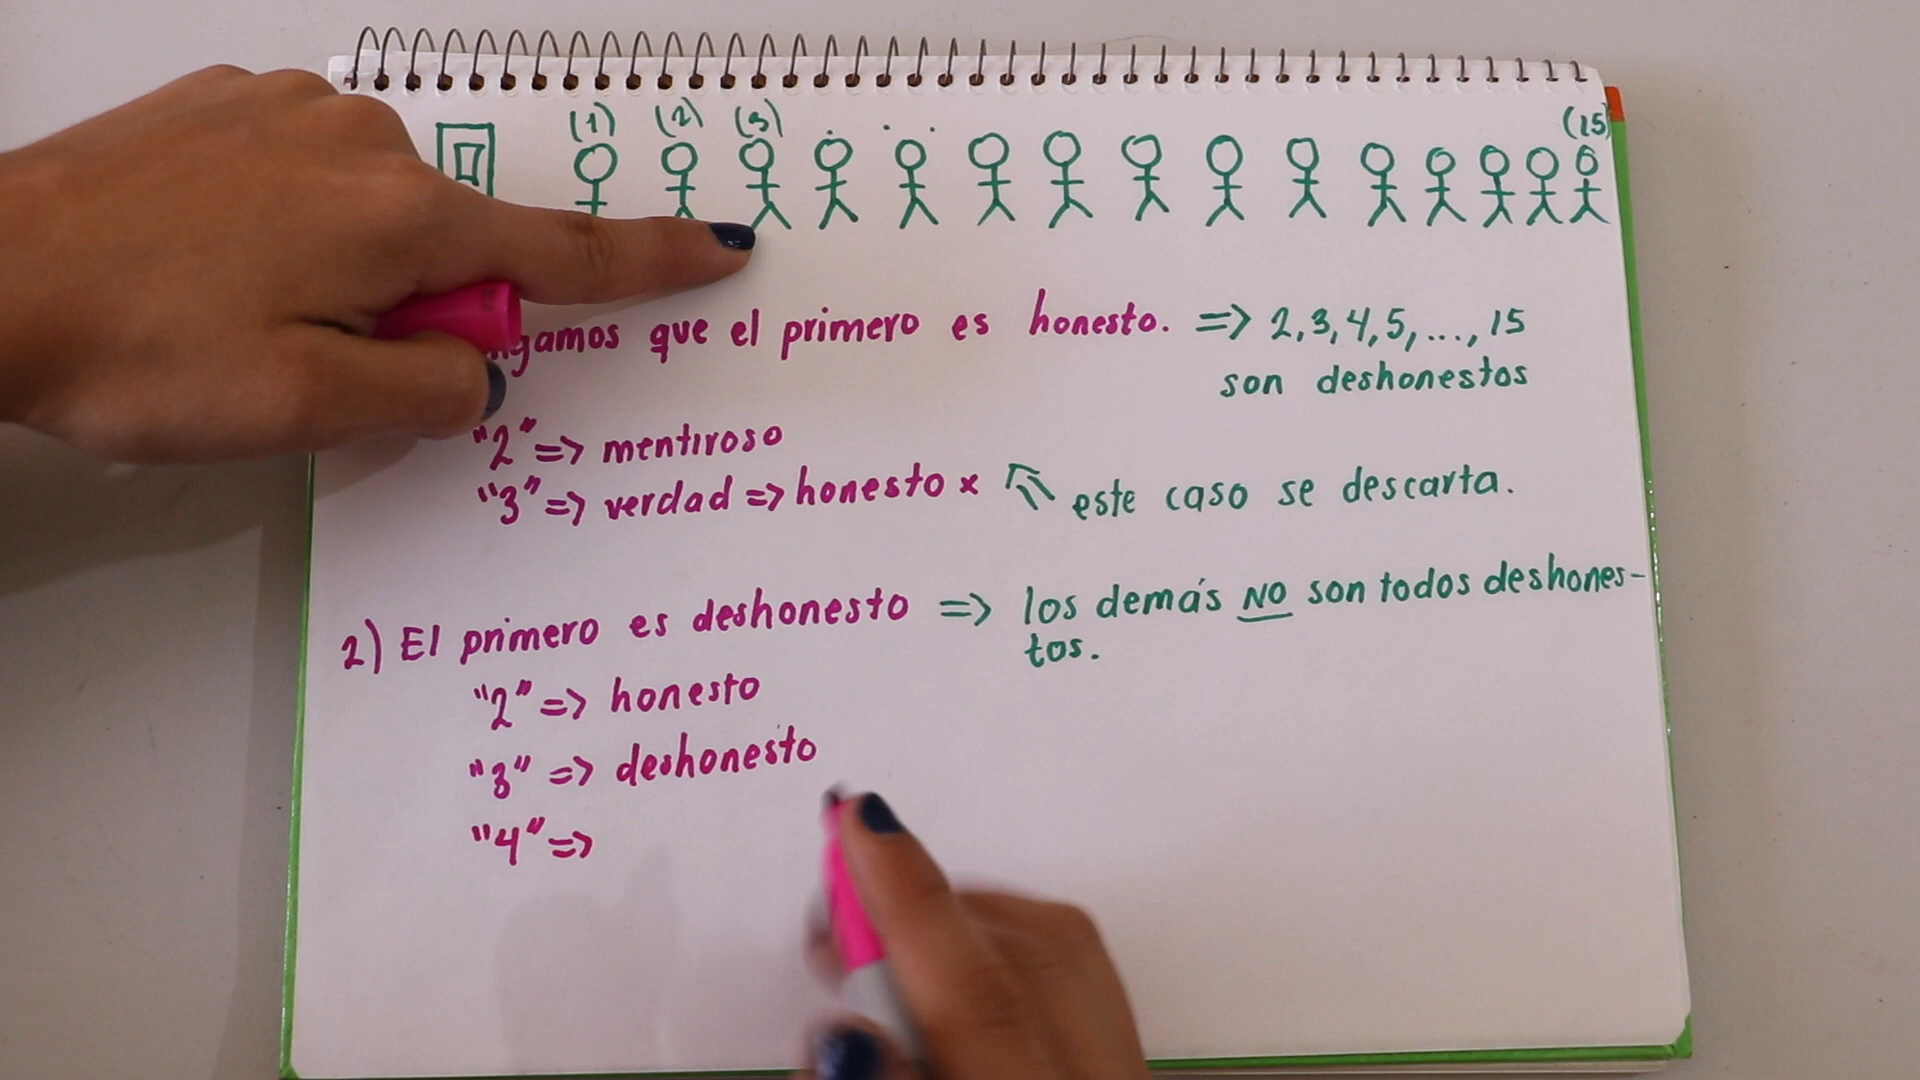 (1) (2) (3) (15)
que el primero es honesto. => 2,3,4,5,...,15
son deshonestos
"2" => mentiroso
"3" => verdad => honesto x este caso se descarta.
2) El primero es deshonesto => los demás NO son todos deshones-
tos.
"2" => honesto
"3" => deshonesto
"4" =>